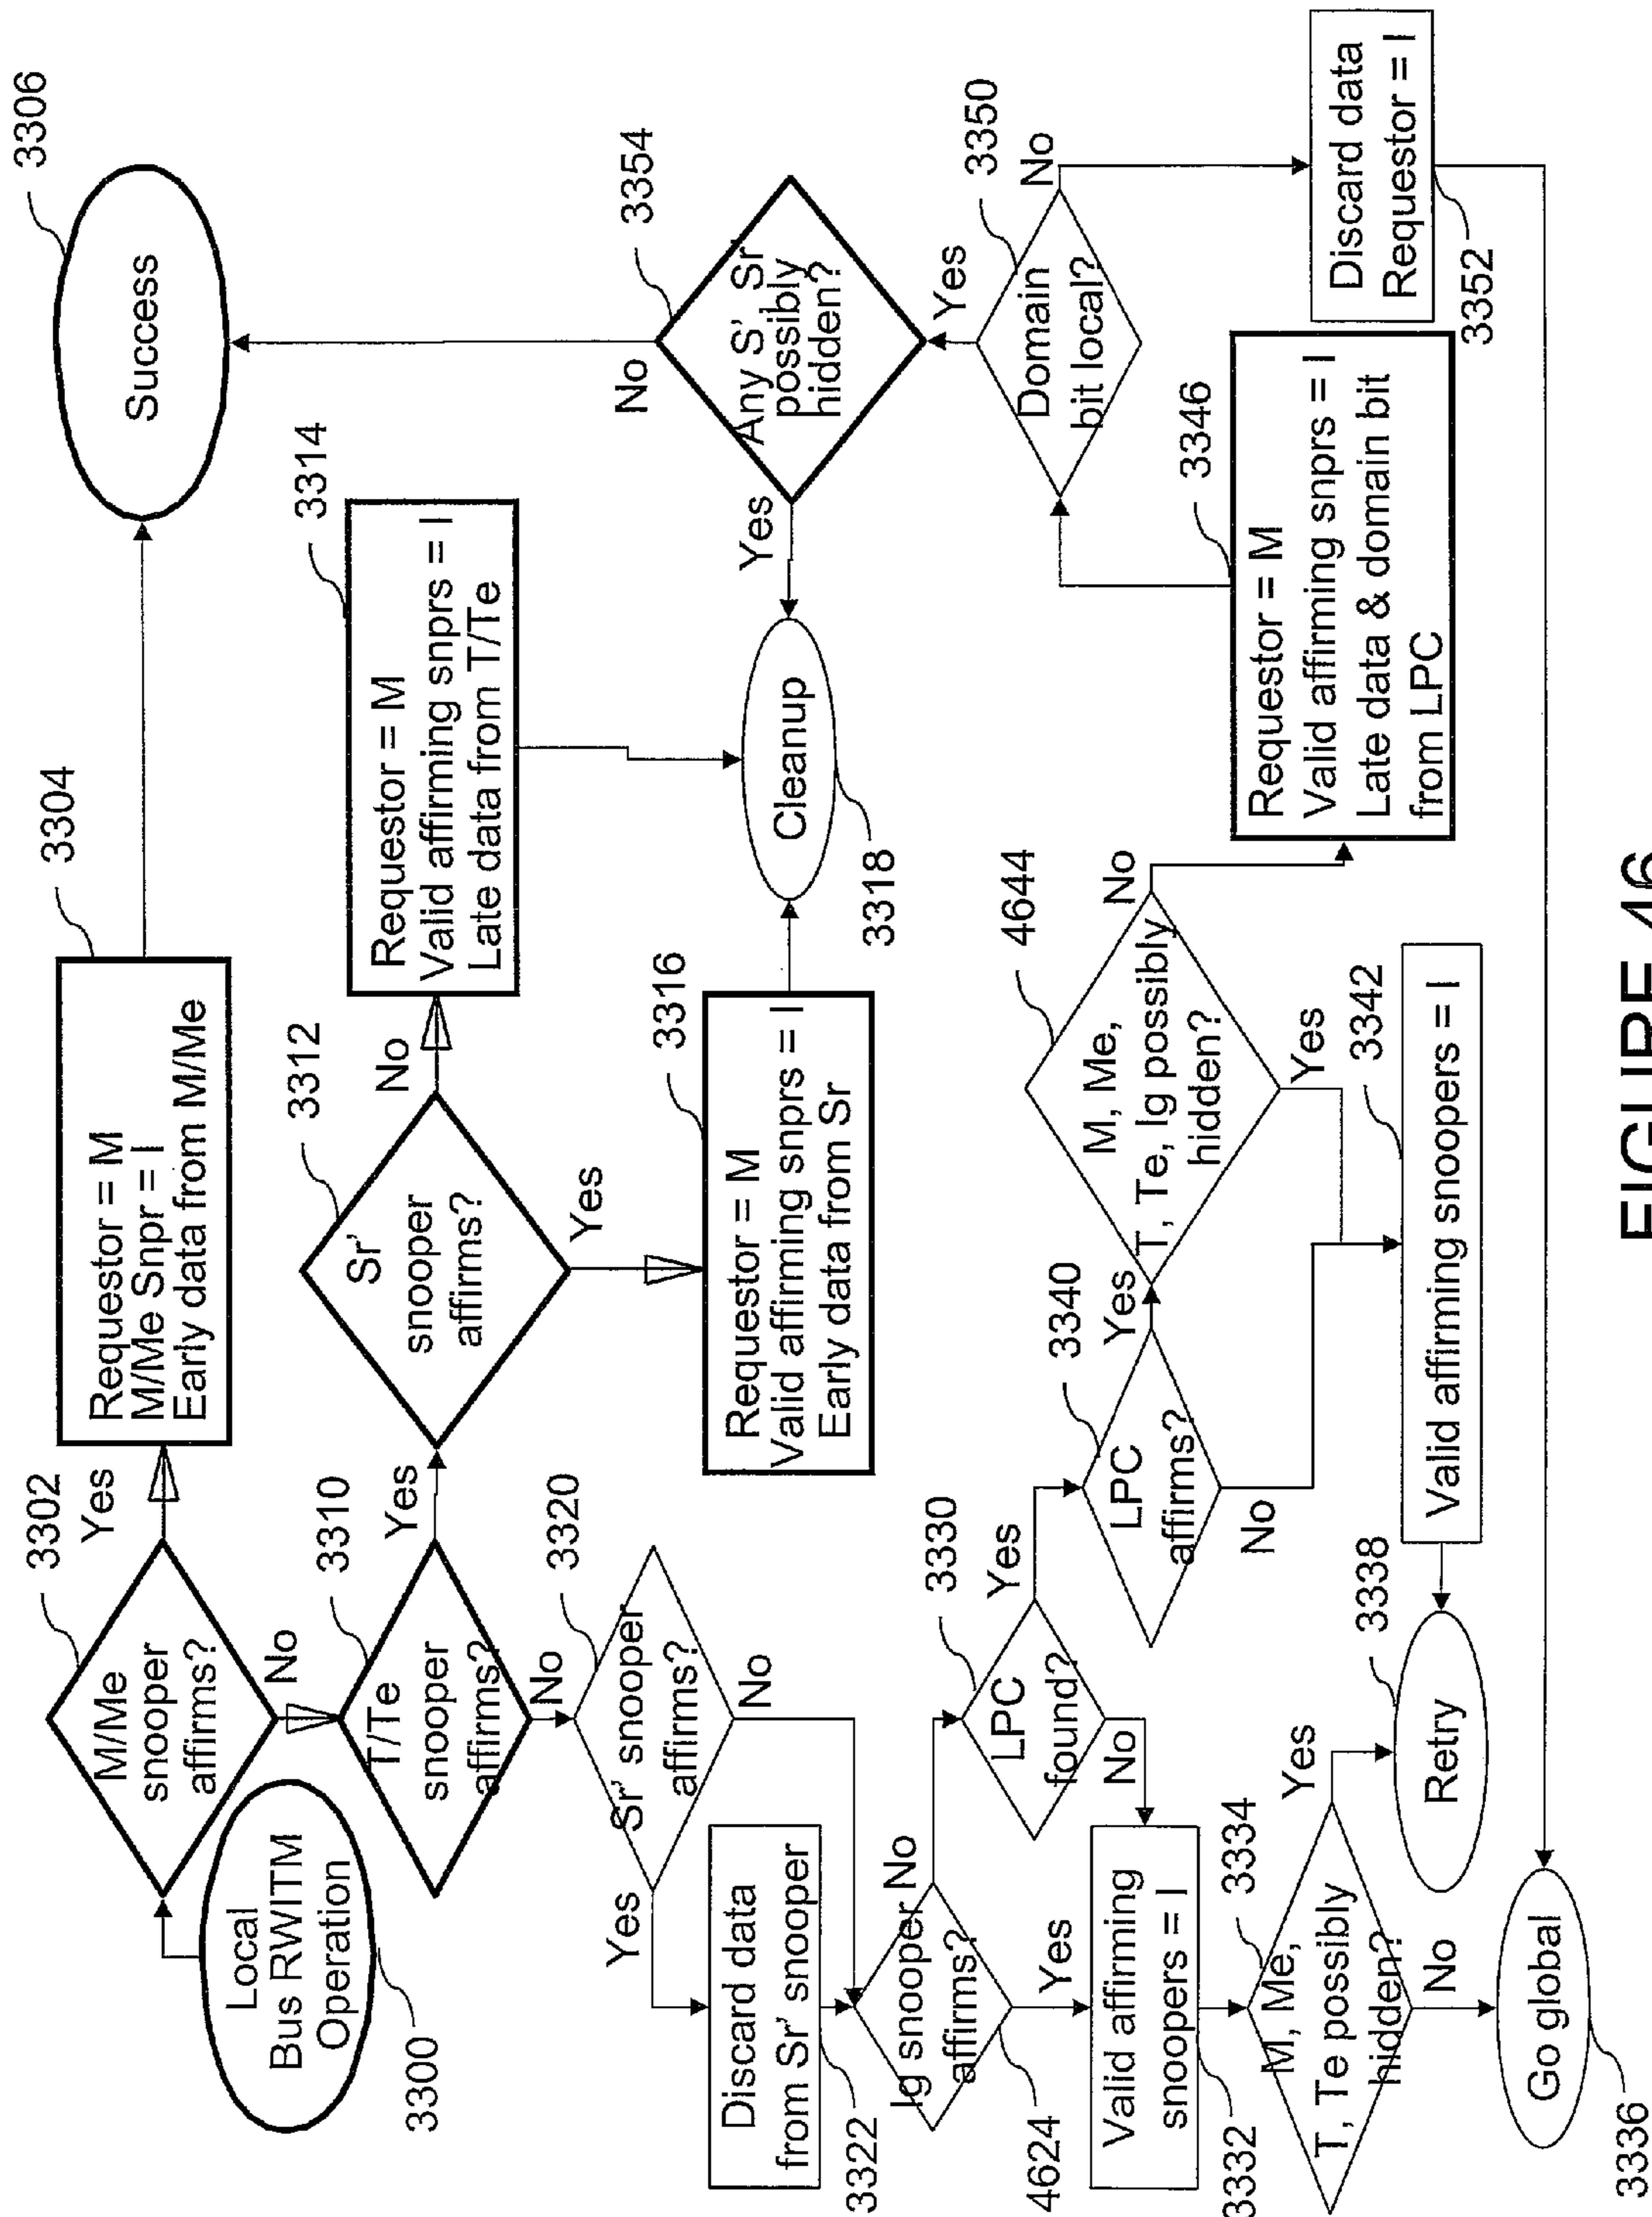 Local
Bus RWITM
Operation
3300
M/Me
snooper
affirms?
3302
Yes
No
Requestor = M
M/Me Snpr = I
Early data from M/Me
3304
Success
3306
T/Te
snooper
affirms?
3310
Yes
No
Sr'
snooper
affirms?
3312
No
Yes
Requestor = M
Valid affirming snprs = I
Late data from T/Te
3314
Requestor = M
Valid affirming snprs = I
Early data from Sr
3316
Cleanup
3318
Sr' snooper
affirms?
3320
Yes
No
Discard data
from Sr' snooper
3322
Ig snooper
affirms?
4624
No
Yes
LPC
found?
3330
Yes
No
Valid affirming
snoopers = I
3332
M, Me,
T, Te possibly
hidden?
3334
Yes
No
Go global
3336
Retry
3338
LPC
affirms?
3340
Yes
No
M, Me,
T, Te, Ig possibly
hidden?
4644
No
Yes
Valid affirming snoopers = I
3342
Requestor = M
Valid affirming snprs = I
Late data & domain bit
from LPC
3346
Domain
bit local?
3350
Yes
No
Discard data
Requestor = I
3352
Any S', Sr
possibly
hidden?
3354
No
Yes
FIGURE 46